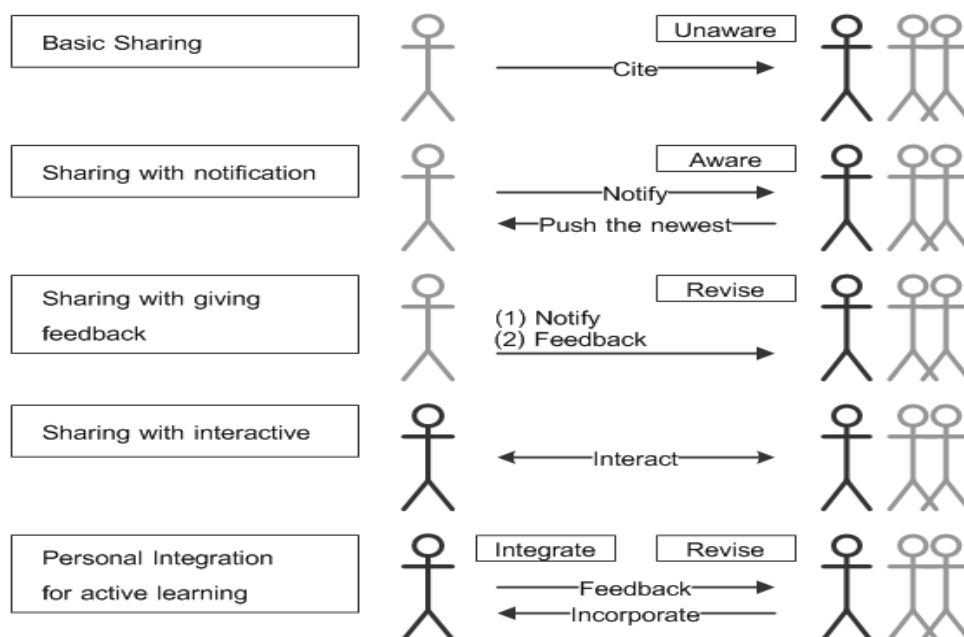 Basic Sharing
Unaware
Cite
Sharing with notification
Aware
Notify
Push the newest
Sharing with giving
feedback
Revise
(1) Notify
(2) Feedback
Sharing with interactive
Interact
Personal Integration
for active learning
Integrate
Revise
Feedback
Incorporate